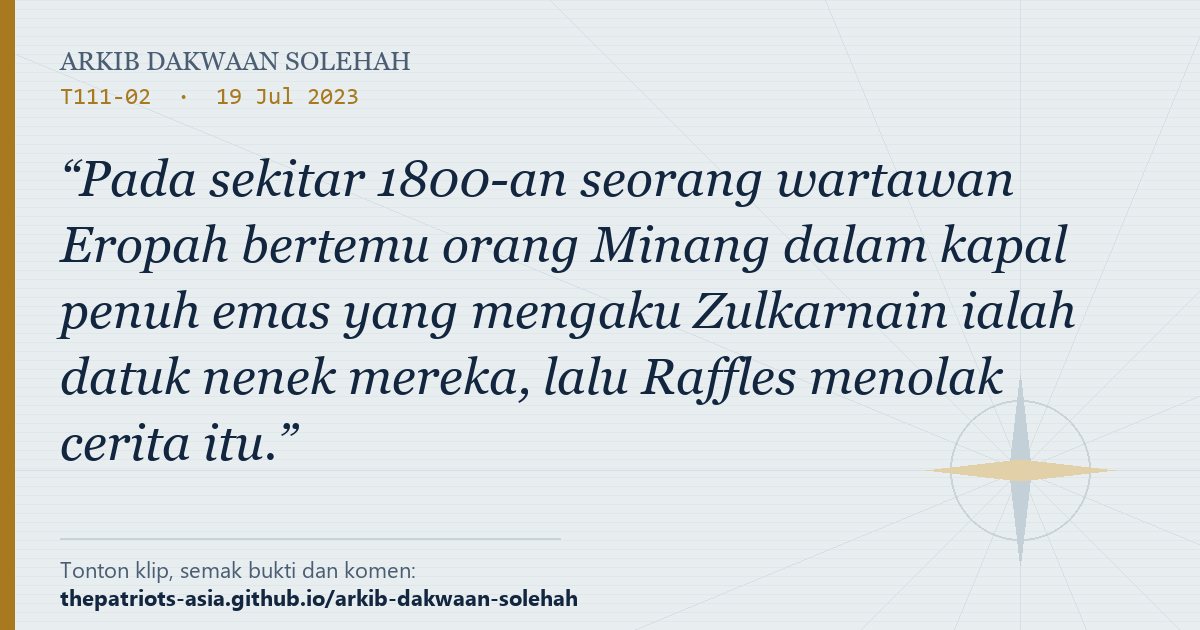 ARKIB DAKWAAN SOLEHAH
T111-02 · 19 Jul 2023
“Pada sekitar 1800-an seorang wartawan
Eropah bertemu orang Minang dalam kapal
penuh emas yang mengaku Zulkarnain ialah
datuk nenek mereka, lalu Raffles menolak
cerita itu.”
Tonton klip, semak bukti dan komen:
thepatriots-asia.github.io/arkib-dakwaan-solehah